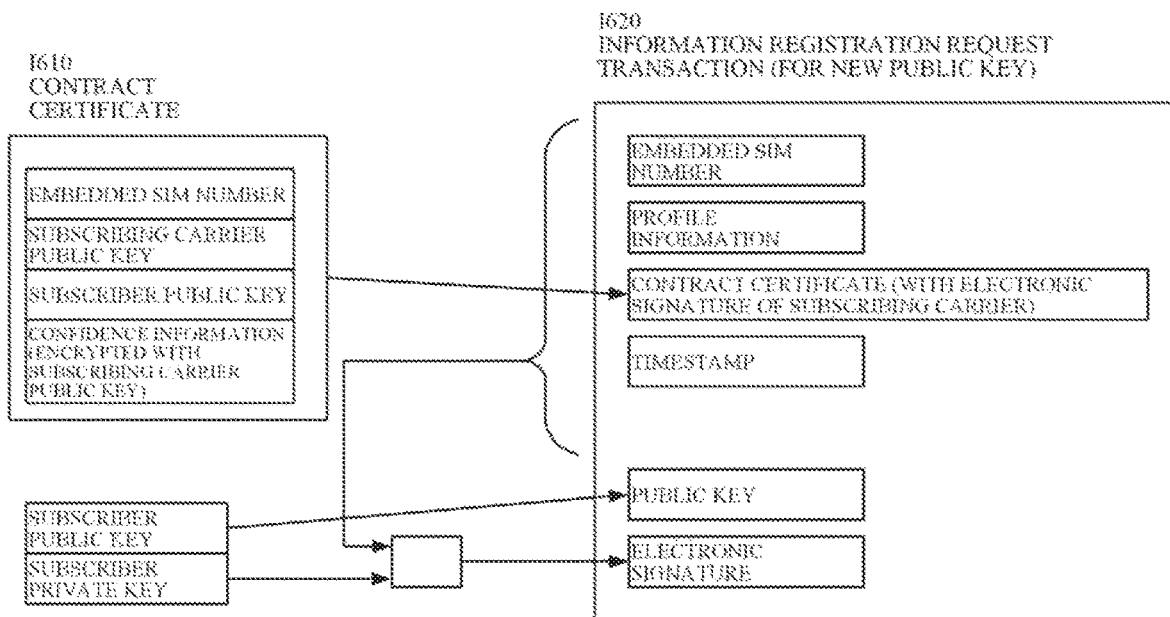 I610
CONTRACT
CERTIFICATE
EMBEDDED SIM NUMBER
SUBSCRIBING CARRIER
PUBLIC KEY
SUBSCRIBER PUBLIC KEY
CONFIDENCE INFORMATION
(ENCRYPTED WITH
SUBSCRIBING CARRIER
PUBLIC KEY)
SUBSCRIBER
PUBLIC KEY
SUBSCRIBER
PRIVATE KEY
I620
INFORMATION REGISTRATION REQUEST
TRANSACTION (FOR NEW PUBLIC KEY)
EMBEDDED SIM
NUMBER
PROFILE
INFORMATION
CONTRACT CERTIFICATE (WITH ELECTRONIC
SIGNATURE OF SUBSCRIBING CARRIER)
TIMESTAMP
PUBLIC KEY
ELECTRONIC
SIGNATURE